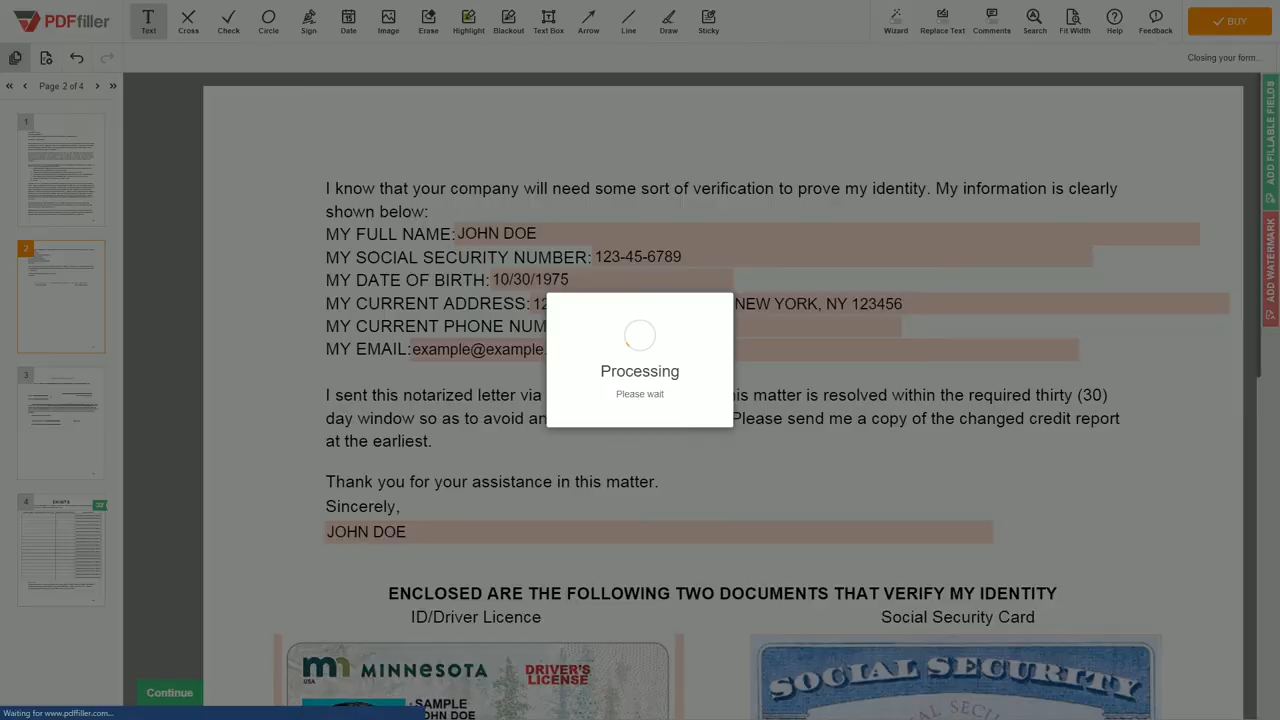 PDFfiller
Text
Cross
Check
Circle
Sign
Date
Image
Erase
Highlight
Blackout
Text Box
Arrow
Line
Draw
Sticky
Wizard
Replace Text
Comments
Search
Fit Width
Help
Feedback
BUY
Closing your form...
Page 2 of 4
1
2
3
4
ADD FILLABLE FIELDS
ADD WATERMARK
I know that your company will need some sort of verification to prove my identity. My information is clearly
shown below:
MY FULL NAME: JOHN DOE
MY SOCIAL SECURITY NUMBER: 123-45-6789
MY DATE OF BIRTH: 10/30/1975
MY CURRENT ADDRESS: 12 NEW YORK, NY 123456
MY CURRENT PHONE NUM
MY EMAIL: example@example.
Processing
Please wait
I sent this notarized letter via is matter is resolved within the required thirty (30)
day window so as to avoid an Please send me a copy of the changed credit report
at the earliest.
Thank you for your assistance in this matter.
Sincerely,
JOHN DOE
ENCLOSED ARE THE FOLLOWING TWO DOCUMENTS THAT VERIFY MY IDENTITY
ID/Driver Licence
Social Security Card
mn MINNESOTA DRIVER'S
USA LICENSE
SAMPLE
JOHN DOE
SOCIAL SECURITY
Continue
Waiting for www.pdffiller.com...